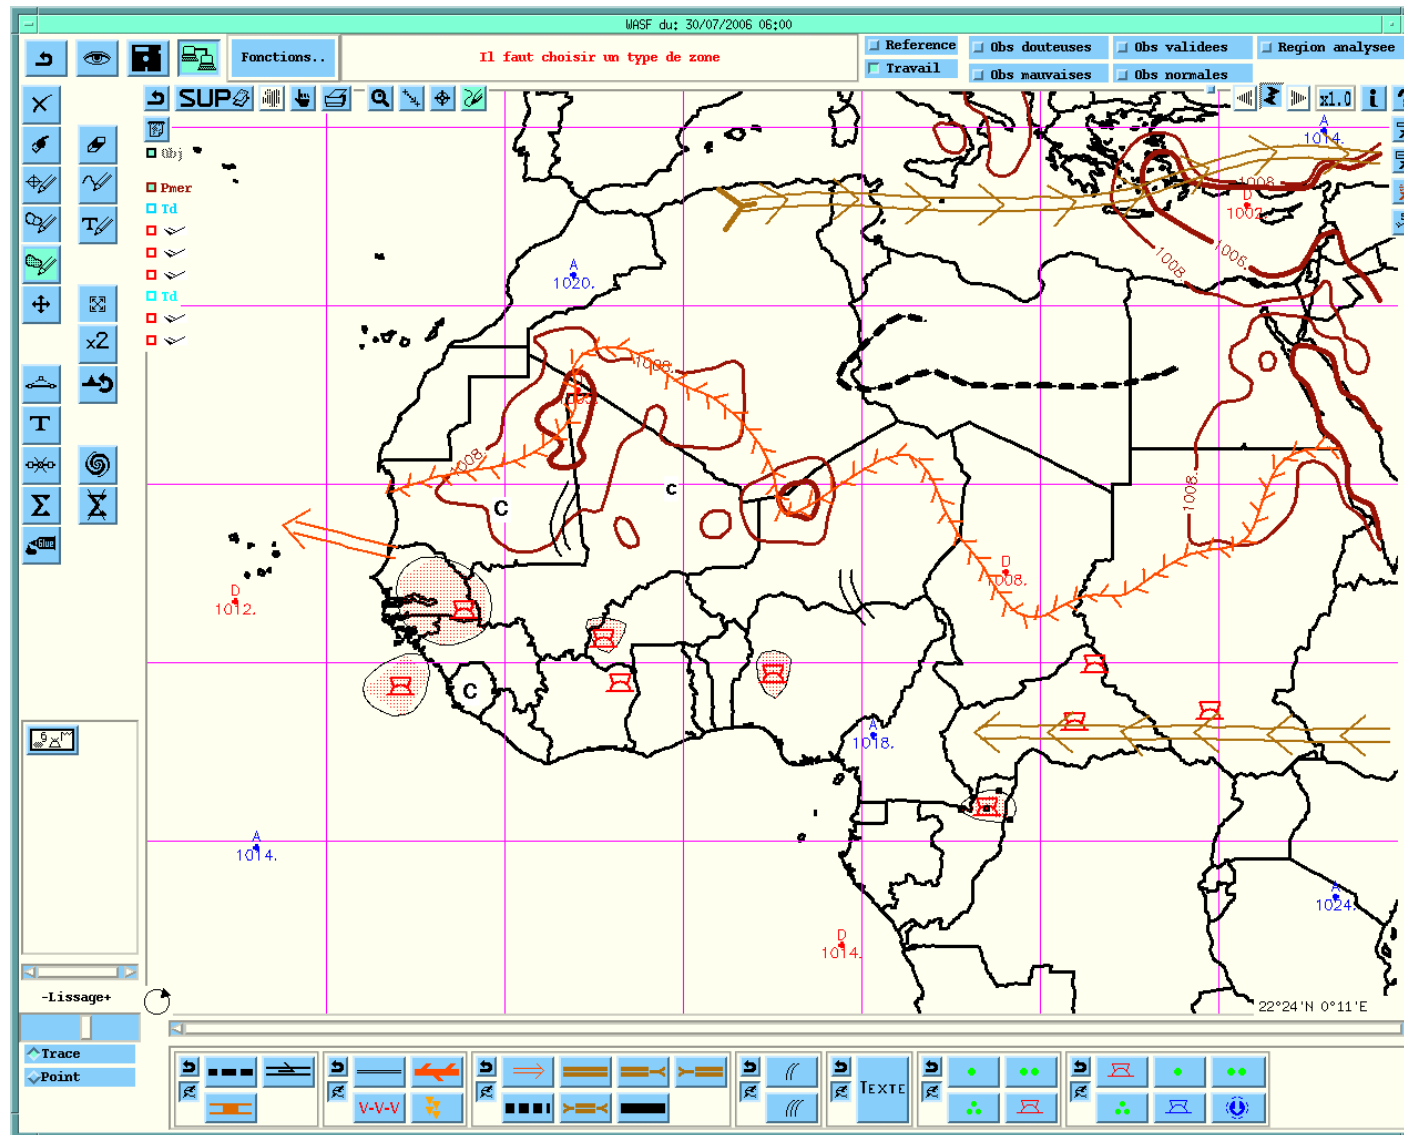 WASF du: 30/07/2006 06:00
Fonctions..
Il faut choisir un type de zone
Reference
Travail
Obs douteuses
Obs mauvaises
Obs validees
Obs normales
Region analysee
SUP
x1.0
i
?
Obj
Pmer
Td
Td
x2
T
T
Σ
Σ
Glue
A
1014.
1008.
D
1002.
1006.
1008.
A
1020.
1008.
1008.
1008.
C
c
D
1012.
D
1008.
C
A
1018.
A
1014.
A
1024.
D
1014.
22°24'N 0°11'E
-Lissage+
Trace
Point
V-V-V
TEXTE